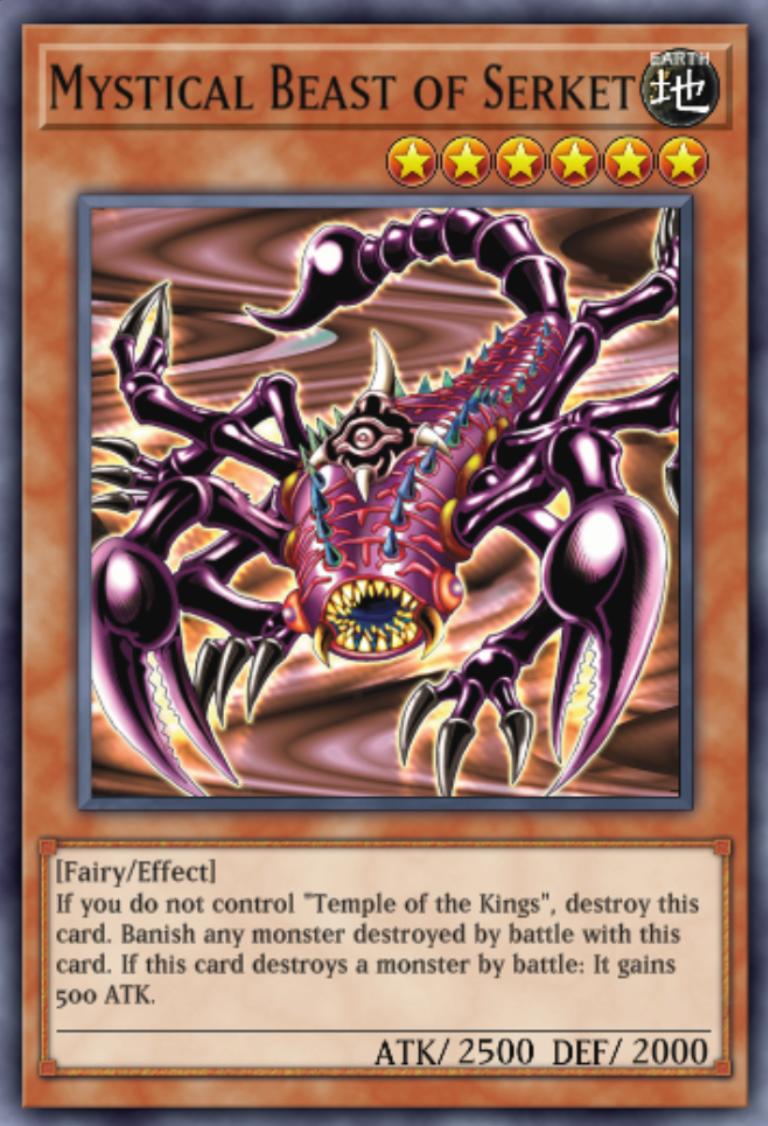 MYSTICAL BEAST OF SERKET
EARTH
地
[Fairy/Effect]
If you do not control "Temple of the Kings", destroy this
card. Banish any monster destroyed by battle with this
card. If this card destroys a monster by battle: It gains
500 ATK.
ATK/ 2500 DEF/ 2000